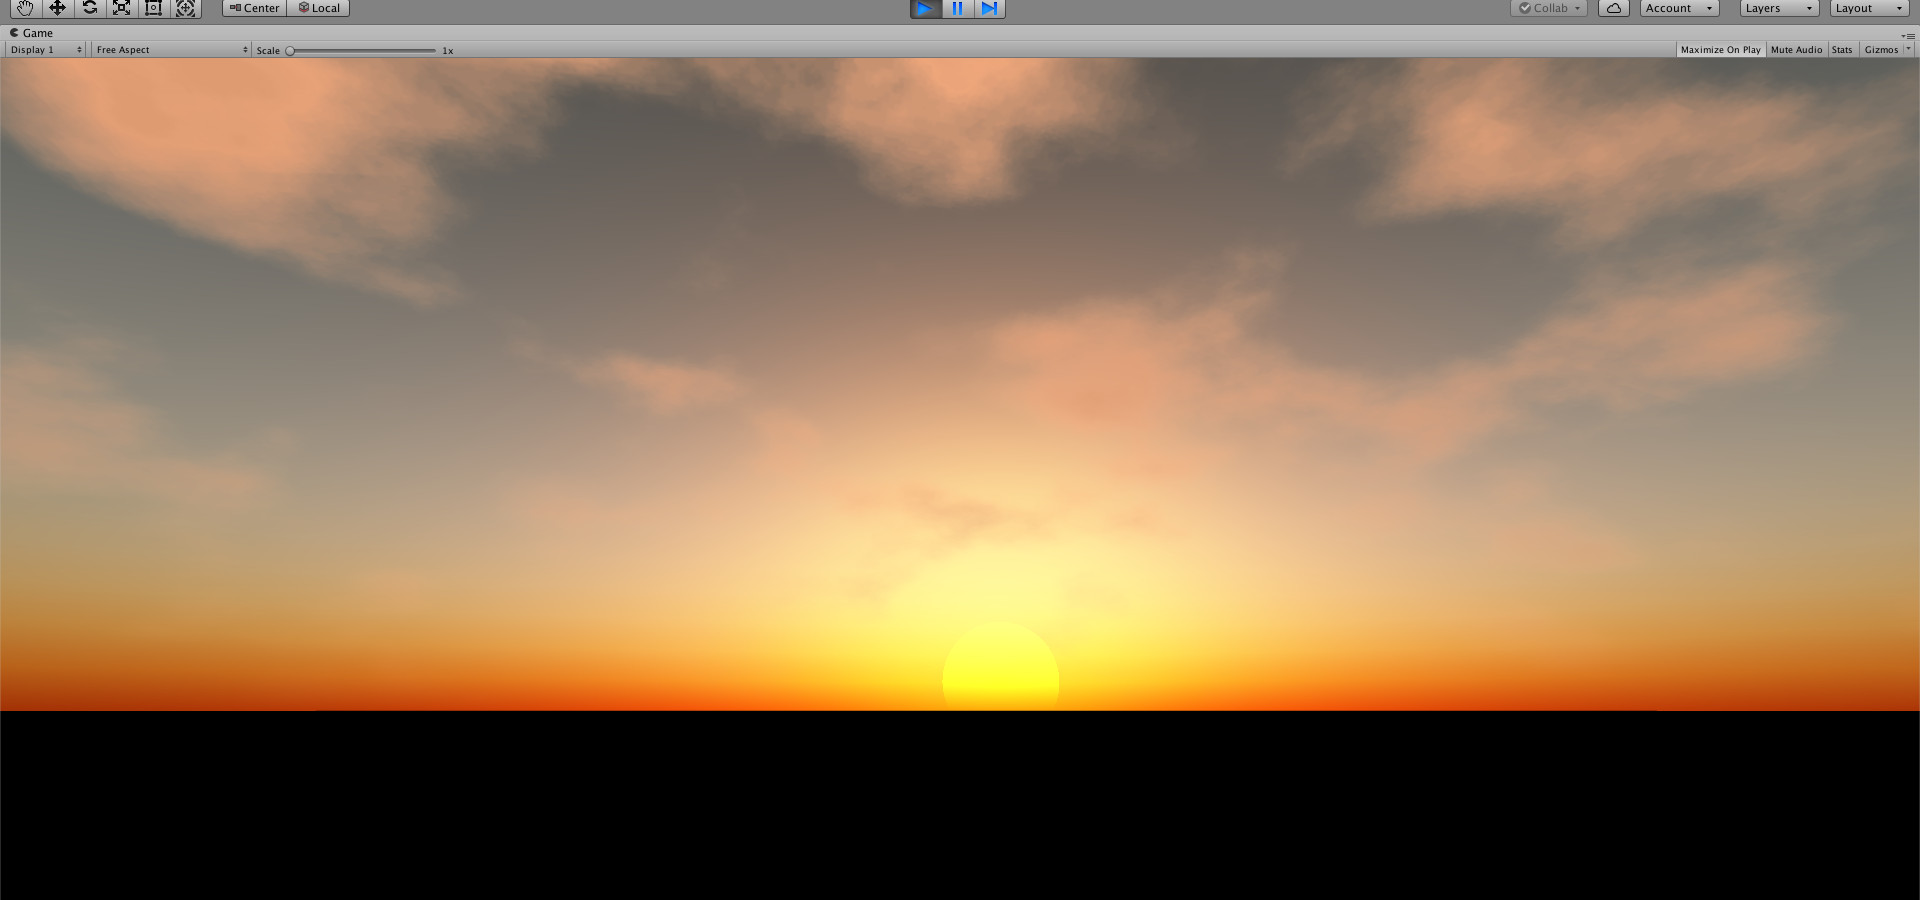 Center Local Collab Account Layers Layout
Game
Display 1 Free Aspect Scale 1x Maximize On Play Mute Audio Stats Gizmos